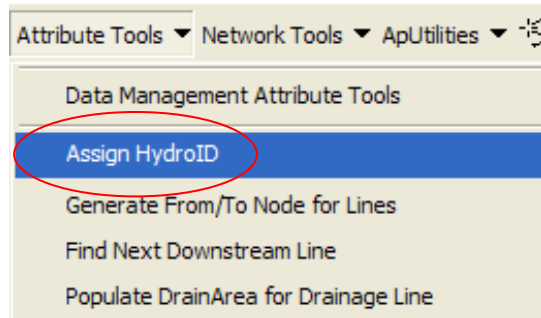 Attribute Tools Network Tools ApUtilities
Data Management Attribute Tools
Assign HydroID
Generate From/To Node for Lines
Find Next Downstream Line
Populate DrainArea for Drainage Line